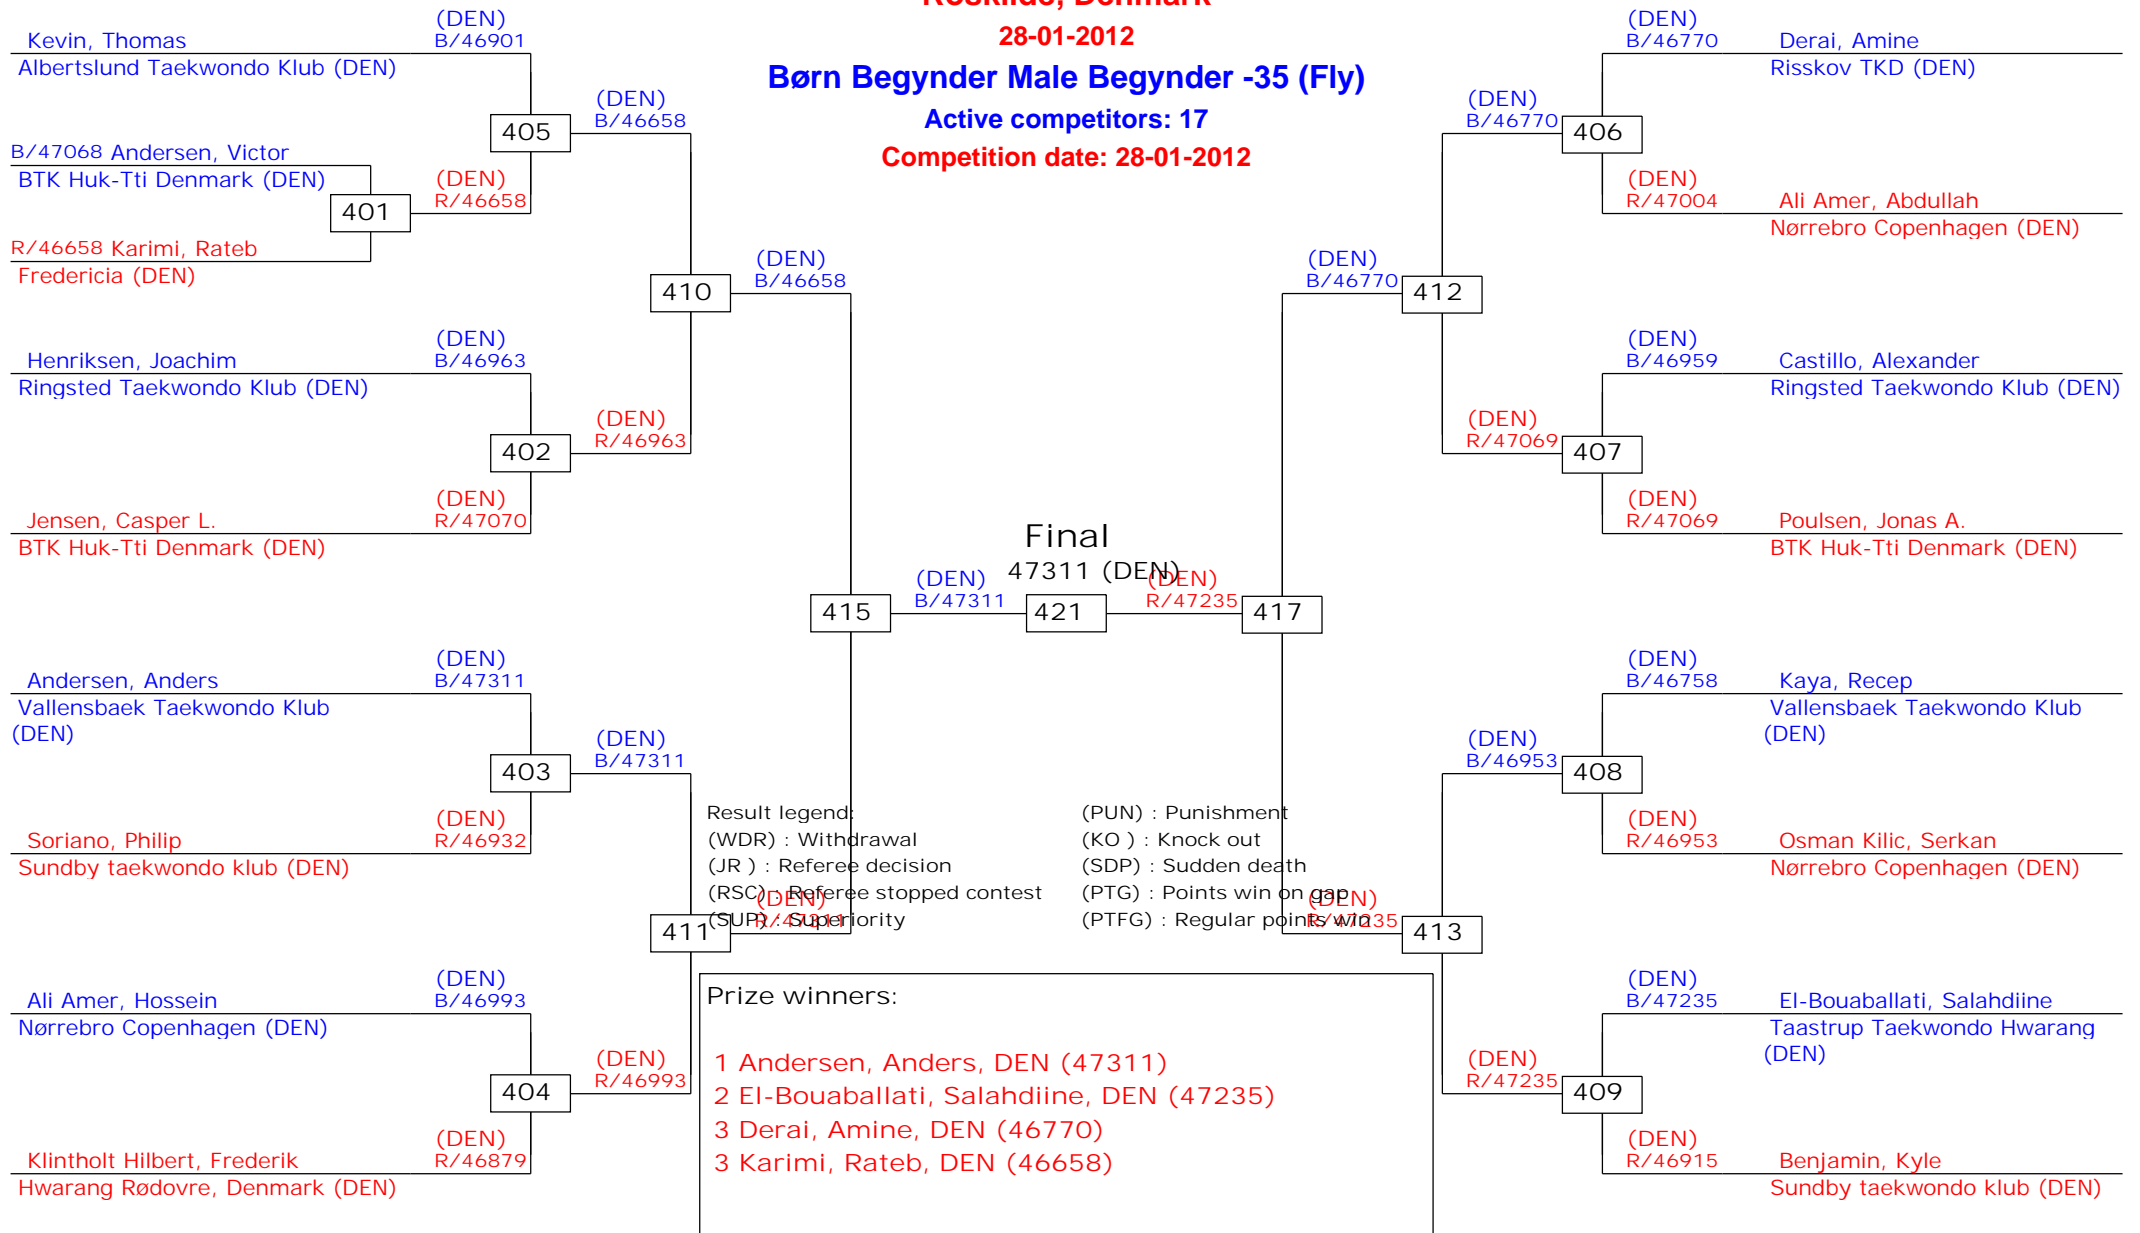 Roskilde, Denmark
28-01-2012
Børn Begynder Male Begynder -35 (Fly)
Active competitors: 17
Competition date: 28-01-2012
(DEN)
Kevin, Thomas B/46901
Albertslund Taekwondo Klub (DEN)
(DEN)
B/46658
405
B/47068 Andersen, Victor
BTK Huk-Tti Denmark (DEN)
(DEN)
R/46658
401
R/46658 Karimi, Rateb
Fredericia (DEN)
(DEN)
B/46658
410
(DEN)
Henriksen, Joachim B/46963
Ringsted Taekwondo Klub (DEN)
(DEN)
R/46963
402
(DEN)
Jensen, Casper L. R/47070
BTK Huk-Tti Denmark (DEN)
Final
47311 (DEN)
(DEN)
B/47311
(DEN)
R/47235
415
421
417
(DEN)
Andersen, Anders B/47311
Vallensbaek Taekwondo Klub
(DEN)
(DEN)
B/47311
403
(DEN)
Soriano, Philip R/46932
Sundby taekwondo klub (DEN)
(DEN)
R/47311
411
(DEN)
Ali Amer, Hossein B/46993
Nørrebro Copenhagen (DEN)
(DEN)
R/46993
404
(DEN)
Klintholt Hilbert, Frederik R/46879
Hwarang Rødovre, Denmark (DEN)
(DEN)
B/46770 Derai, Amine
Risskov TKD (DEN)
(DEN)
B/46770
406
(DEN)
R/47004 Ali Amer, Abdullah
Nørrebro Copenhagen (DEN)
(DEN)
B/46770
412
(DEN)
B/46959 Castillo, Alexander
Ringsted Taekwondo Klub (DEN)
(DEN)
R/47069
407
(DEN)
R/47069 Poulsen, Jonas A.
BTK Huk-Tti Denmark (DEN)
(DEN)
B/46758 Kaya, Recep
Vallensbaek Taekwondo Klub
(DEN)
(DEN)
B/46953
408
(DEN)
R/46953 Osman Kilic, Serkan
Nørrebro Copenhagen (DEN)
(DEN)
R/47235
413
(DEN)
B/47235 El-Bouaballati, Salahdiine
Taastrup Taekwondo Hwarang
(DEN)
(DEN)
R/47235
409
(DEN)
R/46915 Benjamin, Kyle
Sundby taekwondo klub (DEN)
Result legend:
(WDR) : Withdrawal
(JR ) : Referee decision
(RSC) : Referee stopped contest
(SUP) : Superiority
(PUN) : Punishment
(KO ) : Knock out
(SDP) : Sudden death
(PTG) : Points win on gap
(PTFG) : Regular points win
Prize winners:
1 Andersen, Anders, DEN (47311)
2 El-Bouaballati, Salahdiine, DEN (47235)
3 Derai, Amine, DEN (46770)
3 Karimi, Rateb, DEN (46658)